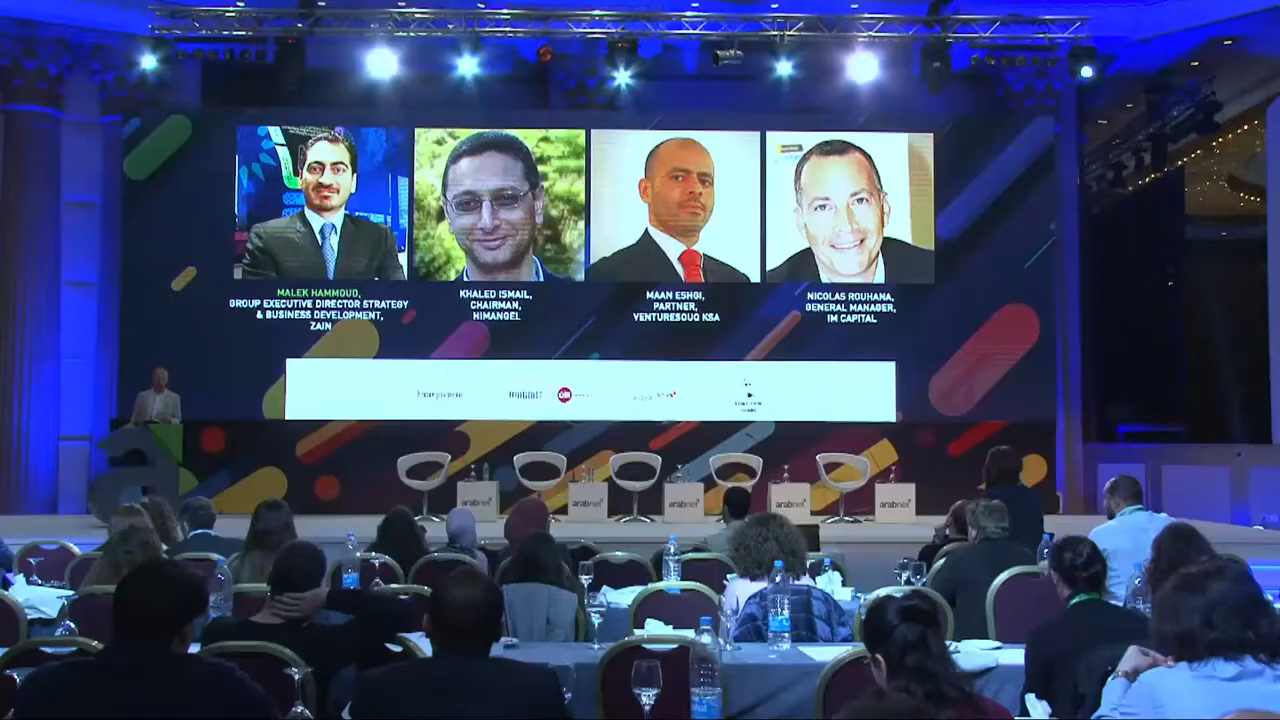 MALEK HAMMOUD,
GROUP EXECUTIVE DIRECTOR STRATEGY
& BUSINESS DEVELOPMENT,
ZAIN
KHALED ISMAIL,
CHAIRMAN,
HIMANGEL
MAAN ESHGI,
PARTNER,
VENTURESOUQ KSA
NICOLAS ROUHANA,
GENERAL MANAGER,
IM CAPITAL
arabnet
arabnet
arabnet
arabnet
arabnet